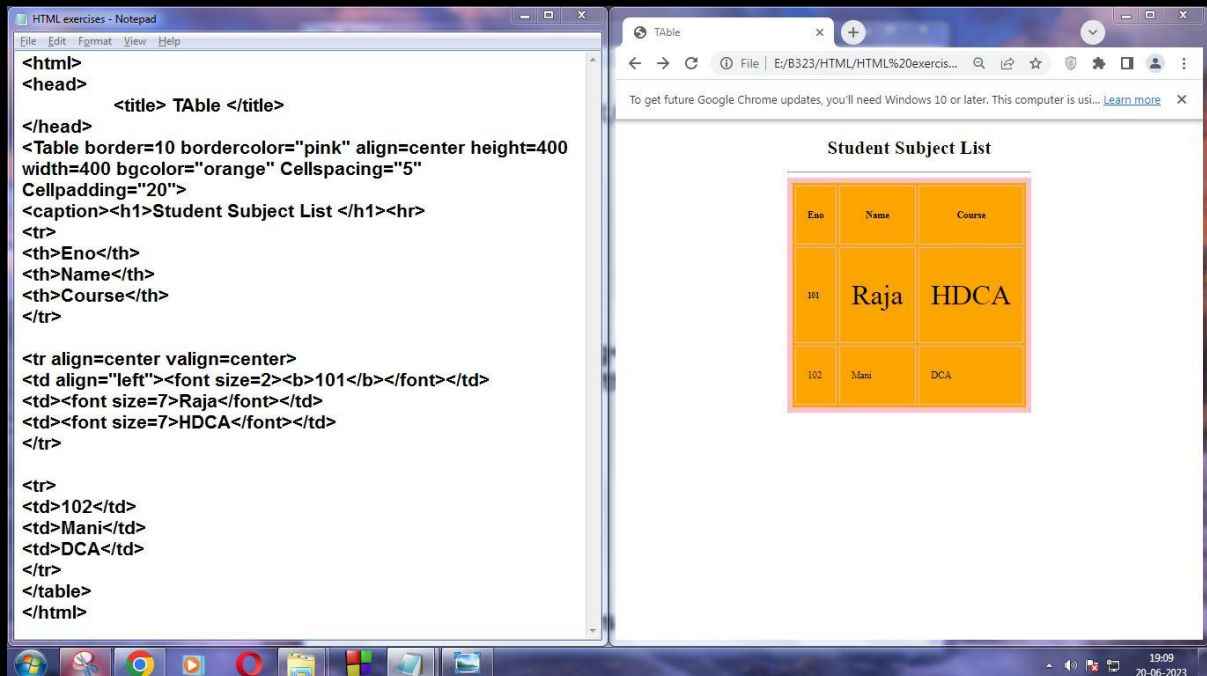 HTML exercises - Notepad
File Edit Format View Help
<html>
<head>
<title> TAble </title>
</head>
<Table border=10 bordercolor="pink" align=center height=400
width=400 bgcolor="orange" Cellspacing="5"
Cellpadding="20">
<caption><h1>Student Subject List </h1><hr>
<tr>
<th>Eno</th>
<th>Name</th>
<th>Course</th>
</tr>
<tr align=center valign=center>
<td align="left"><font size=2><b>101</b></font></td>
<td><font size=7>Raja</font></td>
<td><font size=7>HDCA</font></td>
</tr>
<tr>
<td>102</td>
<td>Mani</td>
<td>DCA</td>
</tr>
</table>
</html>
TAble
File E:/B323/HTML/HTML%20exercis...
To get future Google Chrome updates, you'll need Windows 10 or later. This computer is usi... Learn more
Student Subject List
Eno Name Course
101 Raja HDCA
102 Mani DCA
19:09
20-06-2023